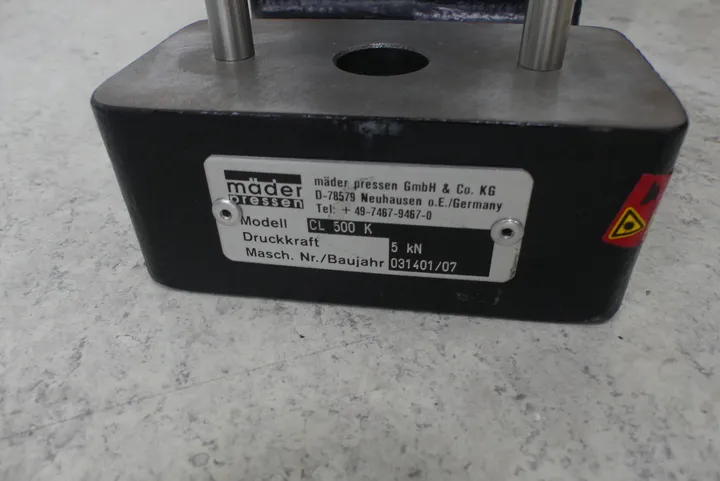 mäder
pressen
mäder pressen GmbH & Co. KG
D-78579 Neuhausen o.E./Germany
Tel: + 49-7467-9467-0
Modell CL 500 K
Druckkraft 5 kN
Masch. Nr./Baujahr 031401/07